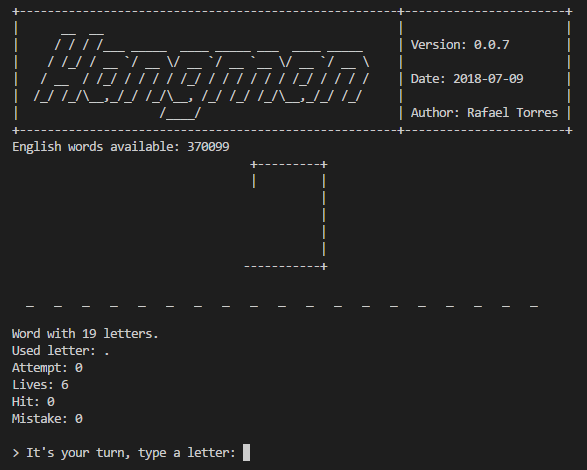 Hangman
Version: 0.0.7
Date: 2018-07-09
Author: Rafael Torres
English words available: 370099
_ _ _ _ _ _ _ _ _ _ _ _ _ _ _ _ _ _ _
Word with 19 letters.
Used letter: .
Attempt: 0
Lives: 6
Hit: 0
Mistake: 0
> It's your turn, type a letter: